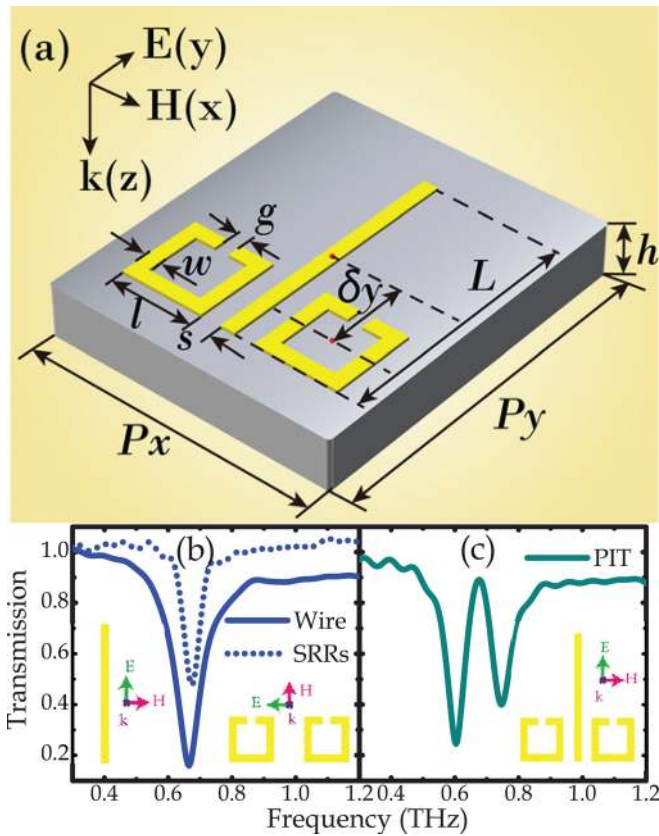 (a)
E(y)
H(x)
k(z)
g
w
l
s
δy
L
h
Px
Py
(b)
(c)
1.0
0.8
0.6
0.4
0.2
Transmission
Wire
SRRs
PIT
E
H
k
H
E
k
E
H
k
0.4 0.6 0.8 1.0 1.2
0.4 0.6 0.8 1.0 1.2
Frequency (THz)